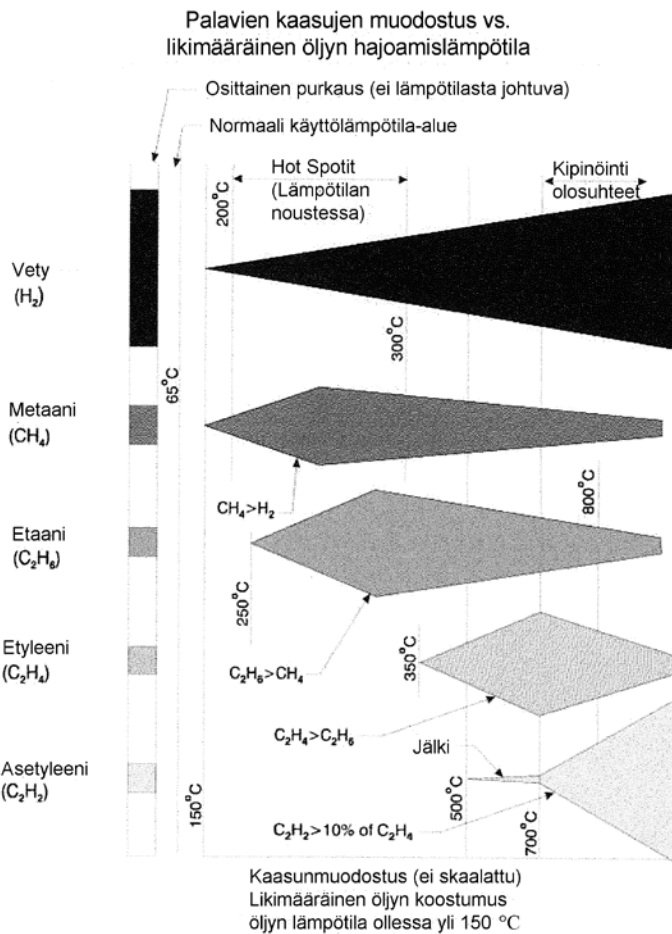 Palavien kaasujen muodostus vs.
likimääräinen öljyn hajoamislämpötila
Osittainen purkaus (ei lämpötilasta johtuva)
Normaali käyttölämpötila-alue
Hot Spotit
(Lämpötilan
noustessa)
Kipinöinti
olosuhteet
200°C
Vety
(H₂)
300°C
65°C
Metaani
(CH₄)
CH₄>H₂
800°C
Etaani
(C₂H₆)
250°C
C₂H₆>CH₄
Etyleeni
(C₂H₄)
350°C
C₂H₄>C₂H₆
Jälki
Asetyleeni
(C₂H₂)
150°C
500°C
700°C
C₂H₂>10% of C₂H₄
Kaasunmuodostus (ei skaalattu)
Likimääräinen öljyn koostumus
öljyn lämpötila ollessa yli 150 °C